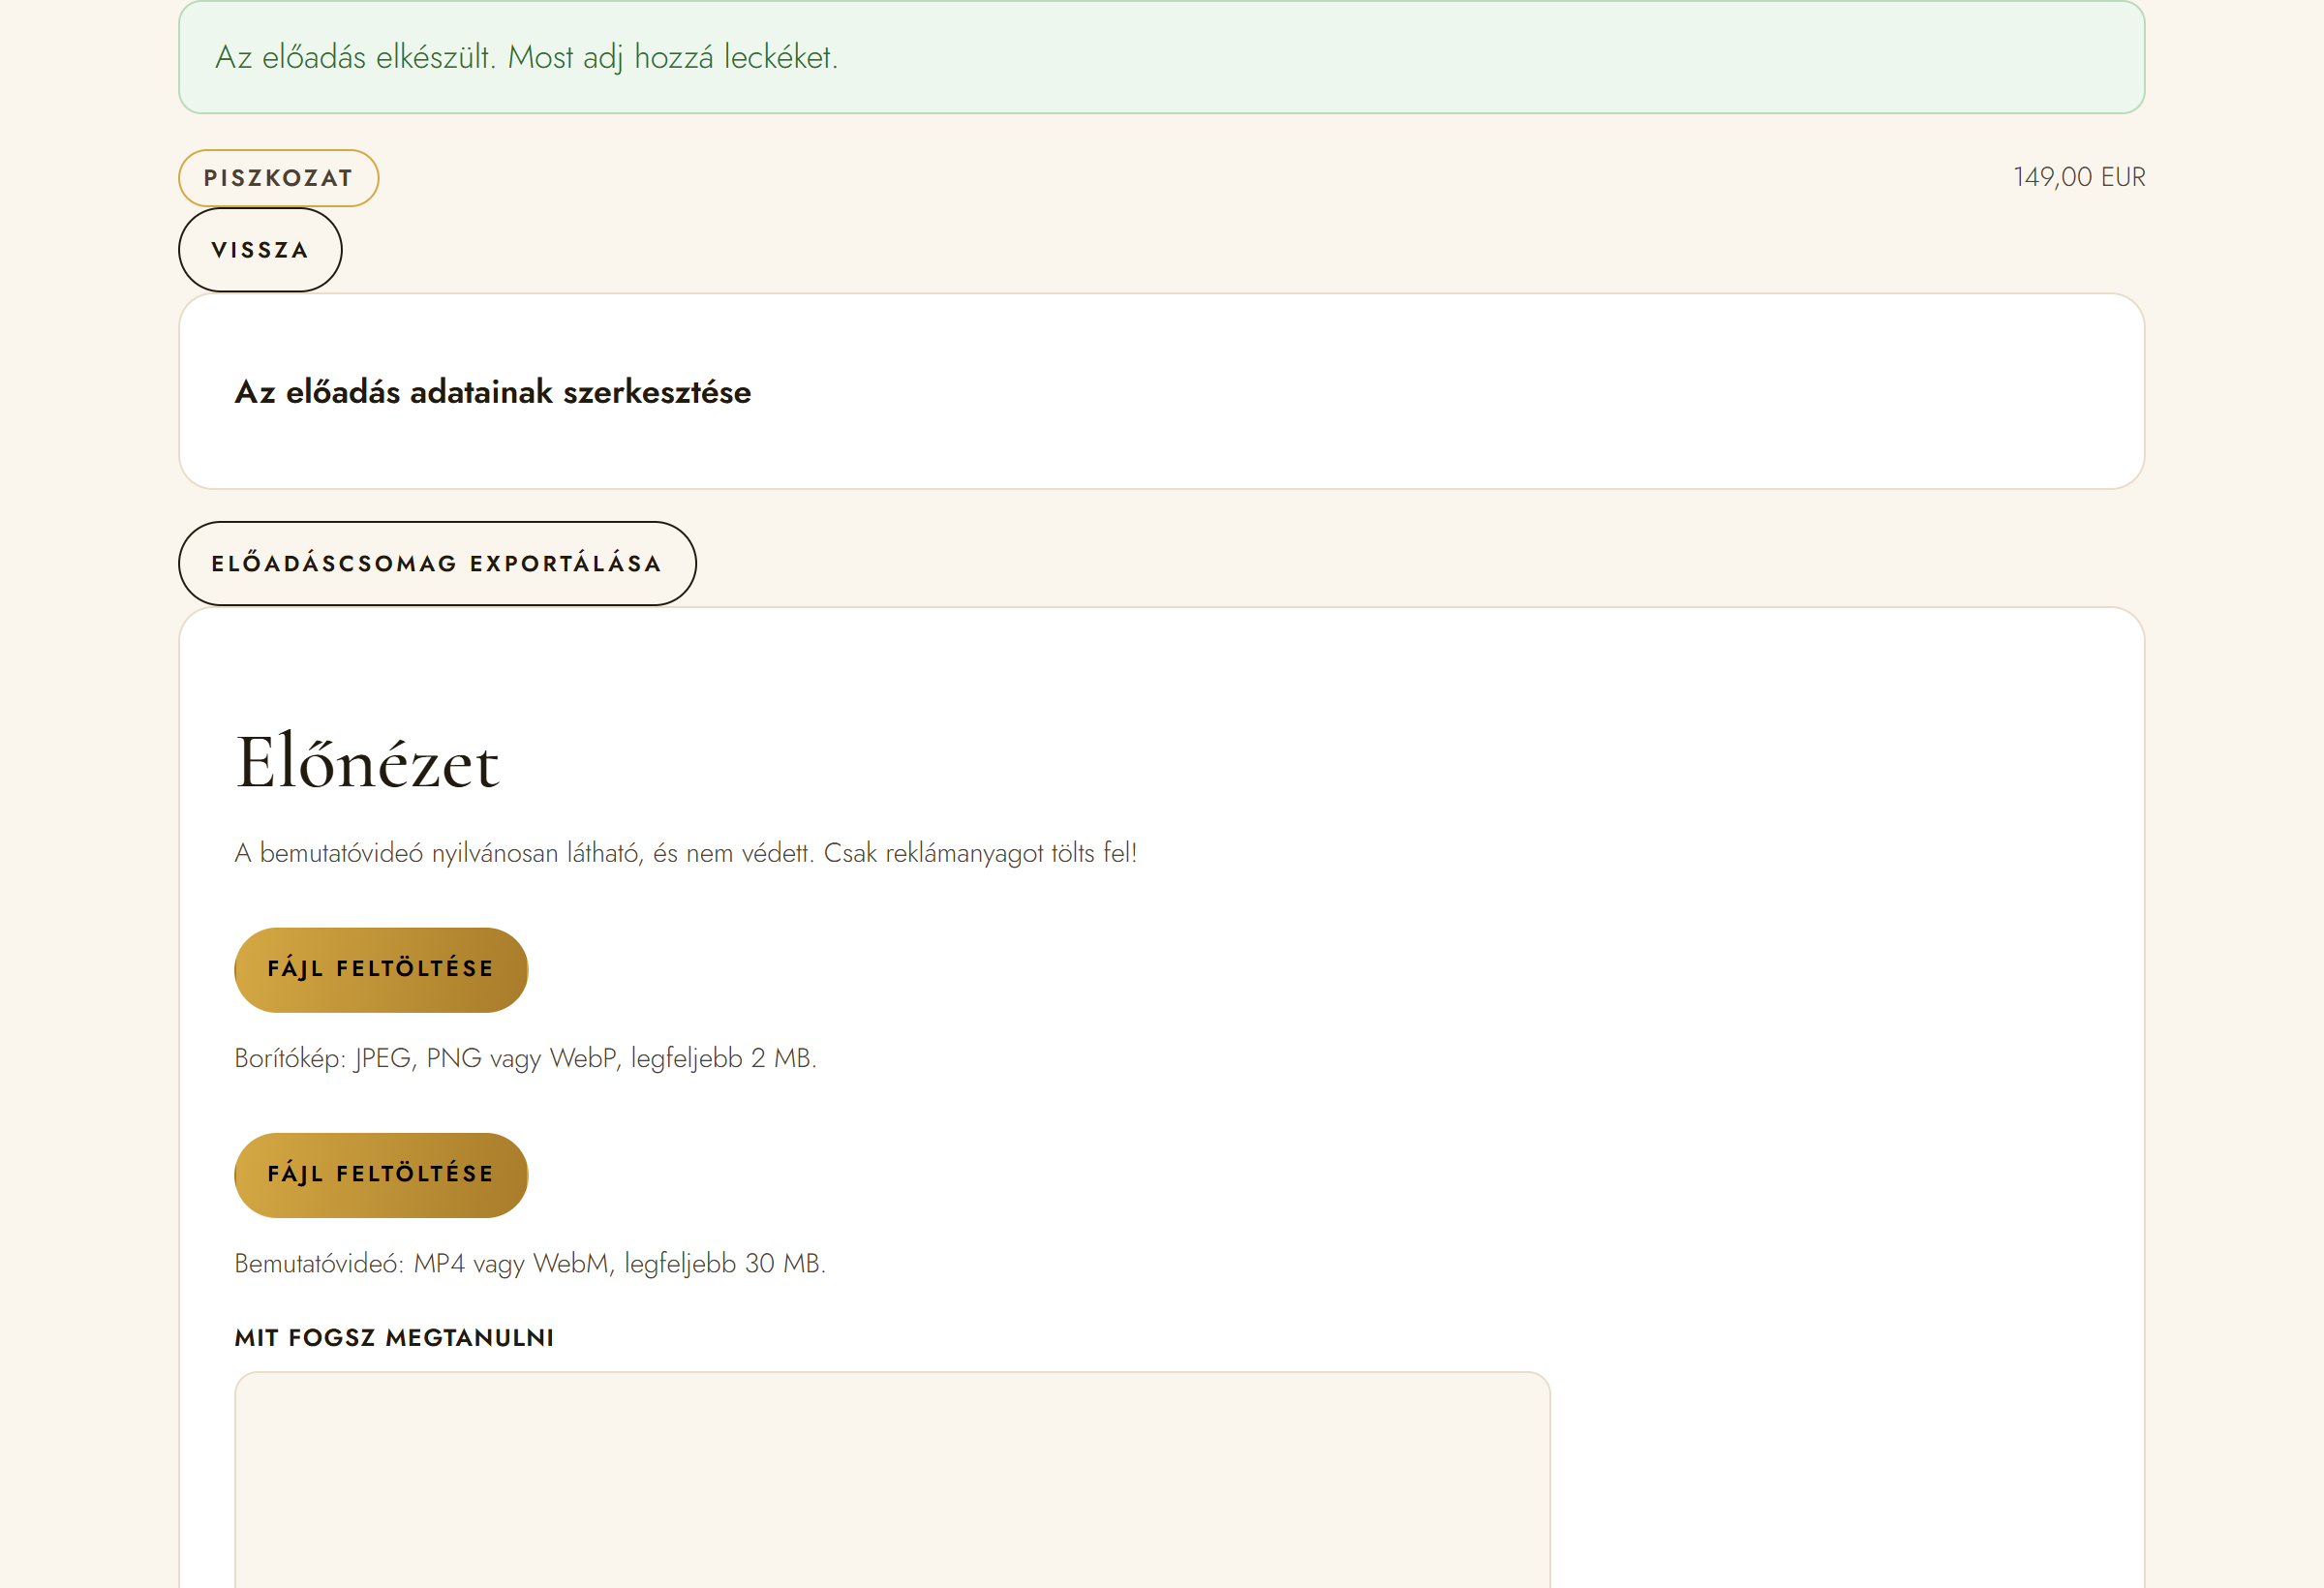 Az előadás elkészült. Most adj hozzá leckéket.
PISZKOZAT
149,00 EUR
VISSZA
Az előadás adatainak szerkesztése
ELŐADÁSCSOMAG EXPORTÁLÁSA
Előnézet
A bemutatóvideó nyilvánosan látható, és nem védett. Csak reklámanyagot tölts fel!
FÁJL FELTÖLTÉSE
Borítókép: JPEG, PNG vagy WebP, legfeljebb 2 MB.
FÁJL FELTÖLTÉSE
Bemutatóvideó: MP4 vagy WebM, legfeljebb 30 MB.
MIT FOGSZ MEGTANULNI